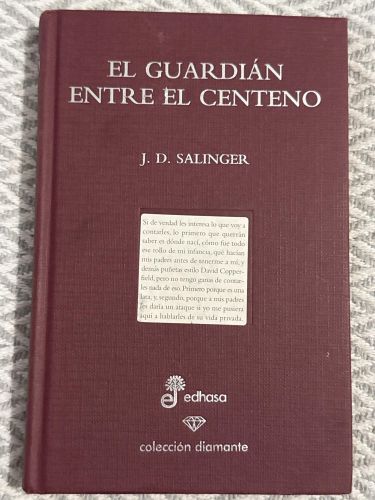 EL GUARDIÁN
ENTRE EL CENTENO
J. D. SALINGER
Si de verdad les interesa lo que voy a
contarles, lo primero que querrán
saber es dónde nací, cómo fue todo
ese rollo de mi infancia, qué hacían
mis padres antes de tenerme a mí, y
demás puñetas estilo David Copper-
field, pero no tengo ganas de contar-
les nada de eso. Primero porque es una
lata, y, segundo, porque a mis padres
les daría un ataque si yo me pusiera
aquí a hablarles de su vida privada.
edhasa
colección diamante